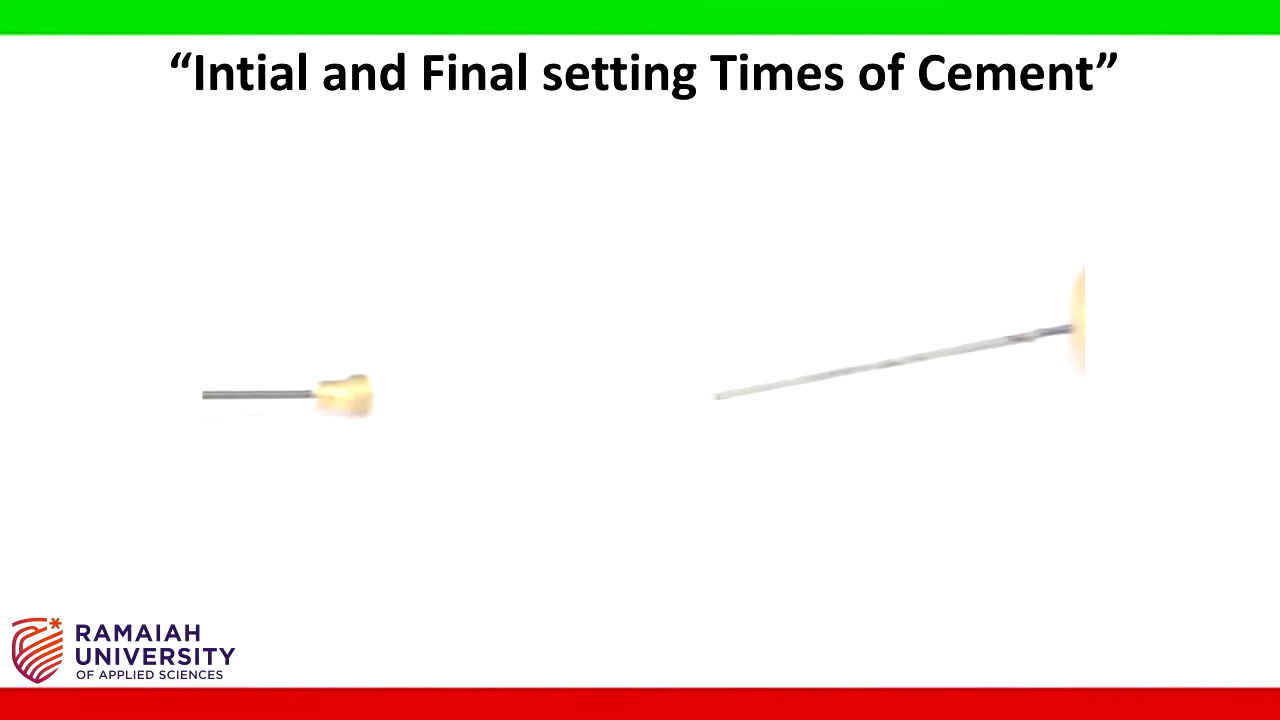 “Intial and Final setting Times of Cement”
RAMAIAH
UNIVERSITY
OF APPLIED SCIENCES